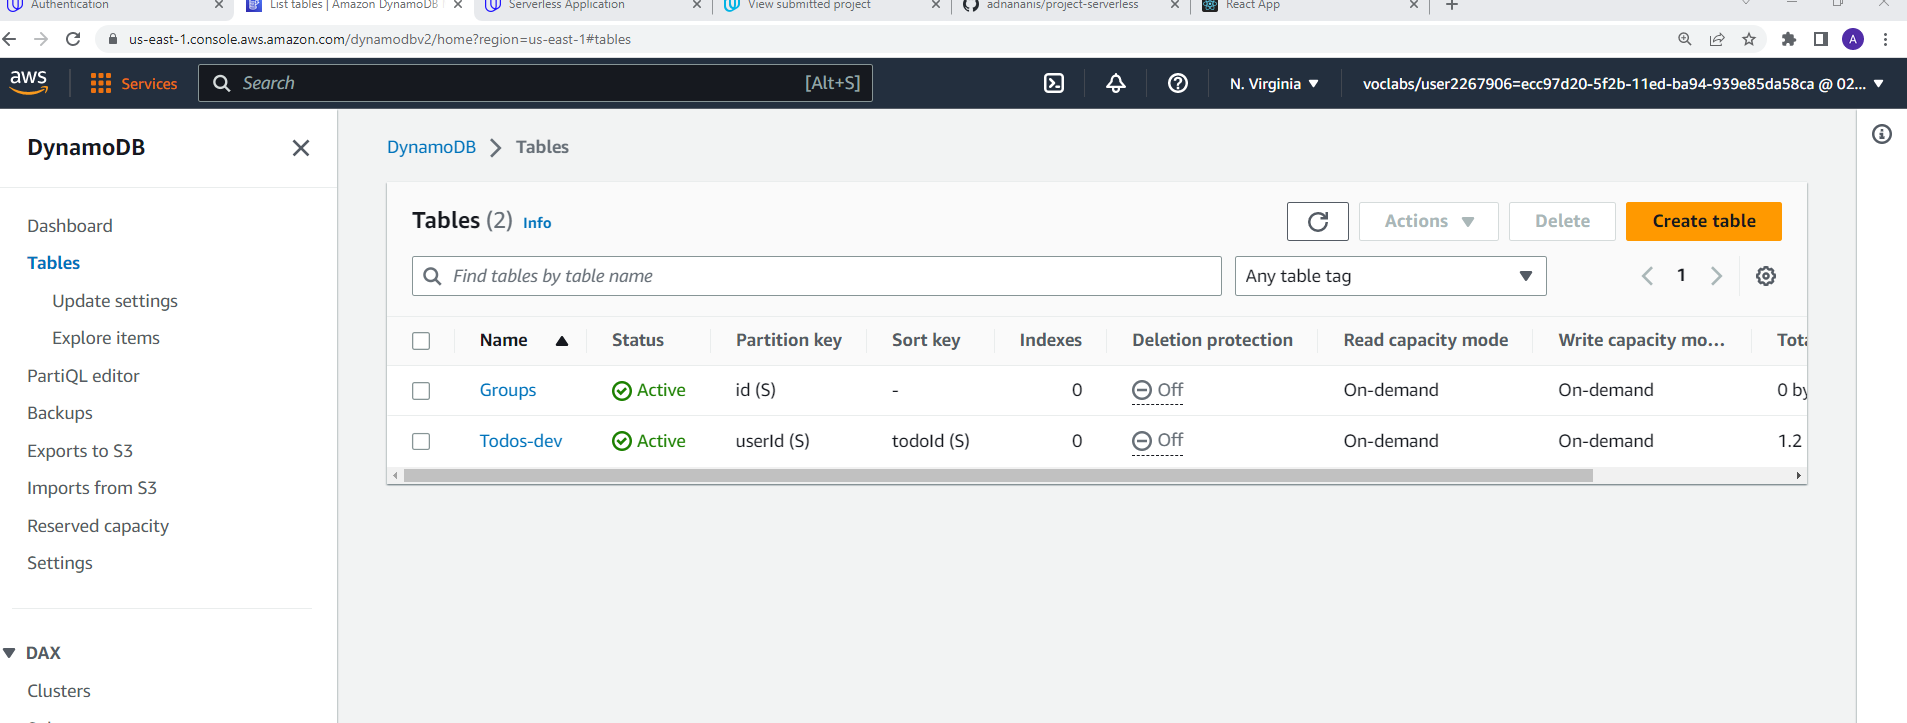 Authentication
List tables | Amazon DynamoDB
Serverless Application
View submitted project
adnananis/project-serverless
React App
us-east-1.console.aws.amazon.com/dynamodbv2/home?region=us-east-1#tables
A
aws
Services
Search
[Alt+S]
N. Virginia
voclabs/user2267906=ecc97d20-5f2b-11ed-ba94-939e85da58ca @ 02...
DynamoDB
Dashboard
Tables
Update settings
Explore items
PartiQL editor
Backups
Exports to S3
Imports from S3
Reserved capacity
Settings
DAX
Clusters
DynamoDB > Tables
Tables (2) Info
Actions
Delete
Create table
Find tables by table name
Any table tag
1
Name Status Partition key Sort key Indexes Deletion protection Read capacity mode Write capacity mo... Tota
Groups Active id (S) - 0 Off On-demand On-demand 0 by
Todos-dev Active userId (S) todoId (S) 0 Off On-demand On-demand 1.2